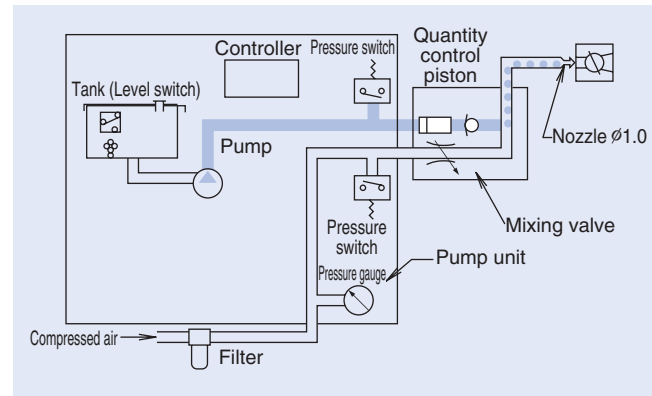 Controller
Pressure switch
Quantity
control
piston
Tank (Level switch)
Pump
Nozzle Ø1.0
Mixing valve
Pressure
switch
Pump unit
Pressure gauge
Compressed air
Filter